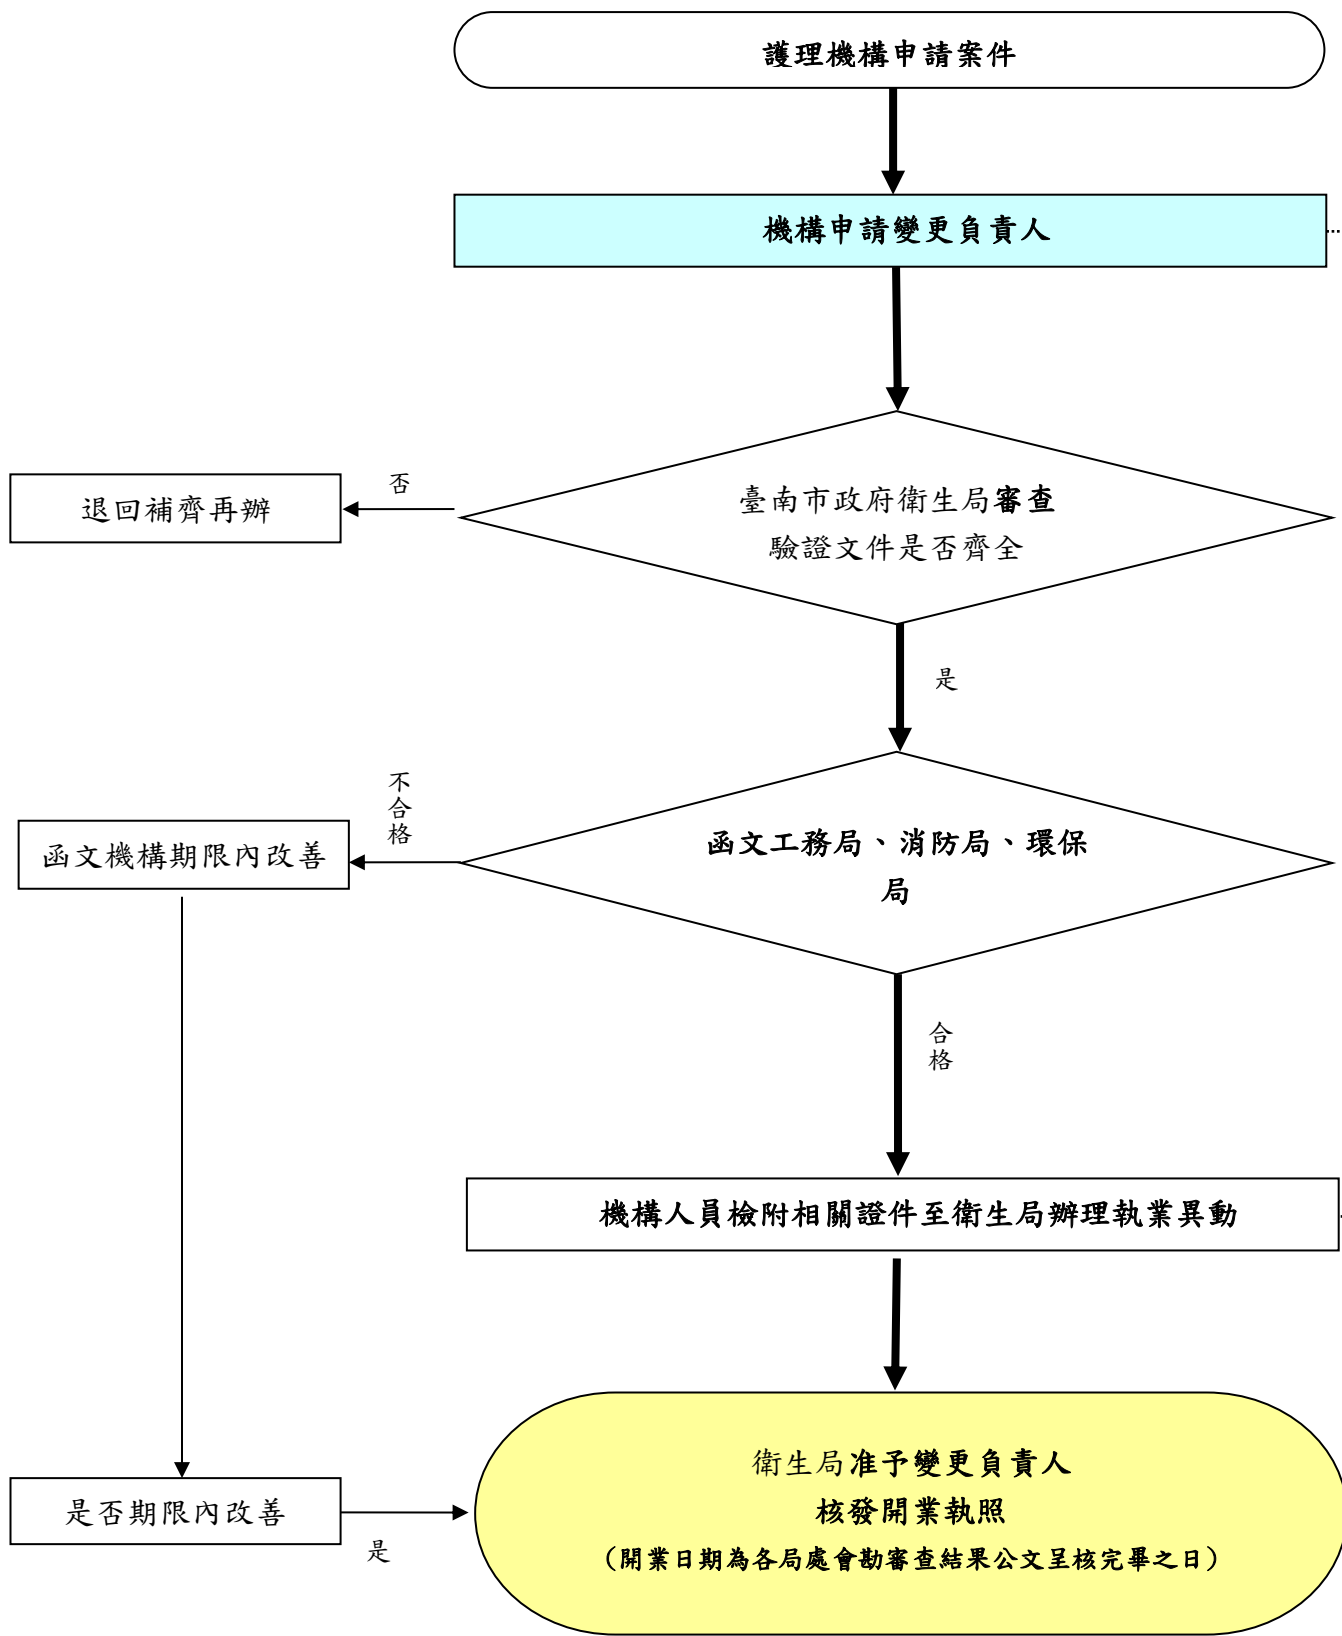 護理機構申請案件
機構申請變更負責人
臺南市政府衛生局審查
驗證文件是否齊全
否
退回補齊再辦
是
函文工務局、消防局、環保
局
不合格
函文機構期限內改善
合格
機構人員檢附相關證件至衛生局辦理執業異動
是否期限內改善
是
衛生局准予變更負責人
核發開業執照
（開業日期為各局處會勘審查結果公文呈核完畢之日）